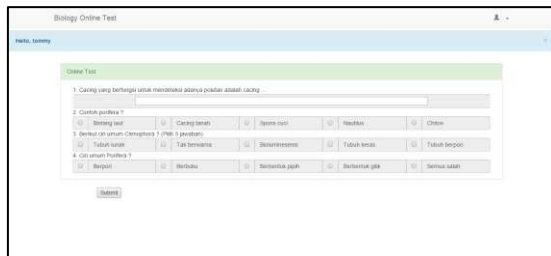 Biology Online Test
Hello, tommy
Online Test
1. Cacing yang berfungsi untuk mendeteksi adanya polutan adalah cacing ...
2. Contoh porifera ?
Bintang laut Cacing tanah Spons cuci Nautilus Chiton
3. Berikut ciri umum Ctenophora ? (Pilih 3 jawaban)
Tubuh lunak Tak berwarna Bioluminesensi Tubuh keras Tubuh berpori
4. Ciri umum Porifera ?
Berpori Berbuku Berbentuk pipih Berbentuk gilik Semua salah
Submit